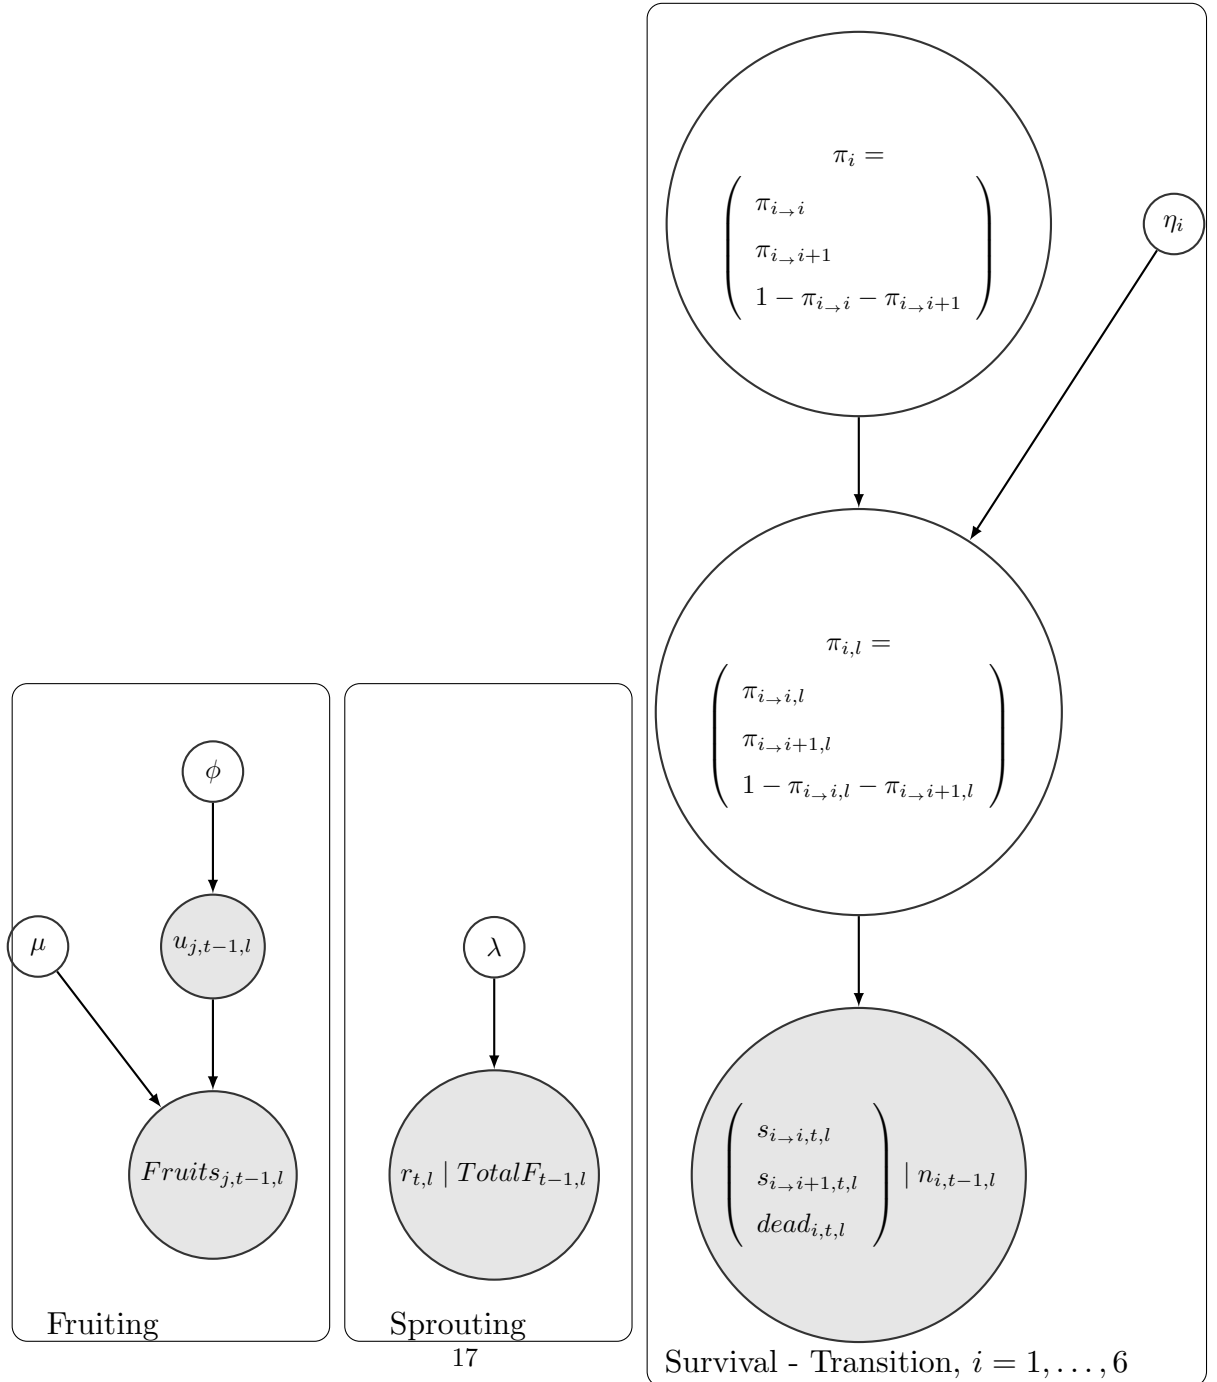 π_i =
π_{i→i}
π_{i→i+1}
1 − π_{i→i} − π_{i→i+1}
η_i
π_{i,l} =
π_{i→i,l}
π_{i→i+1,l}
1 − π_{i→i,l} − π_{i→i+1,l}
ϕ
μ
u_{j,t−1,l}
λ
Fruits_{j,t−1,l}
r_{t,l} | TotalF_{t−1,l}
s_{i→i,t,l}
s_{i→i+1,t,l}
dead_{i,t,l}
| n_{i,t−1,l}
Fruiting
Sprouting
Survival - Transition, i = 1, . . . , 6
17